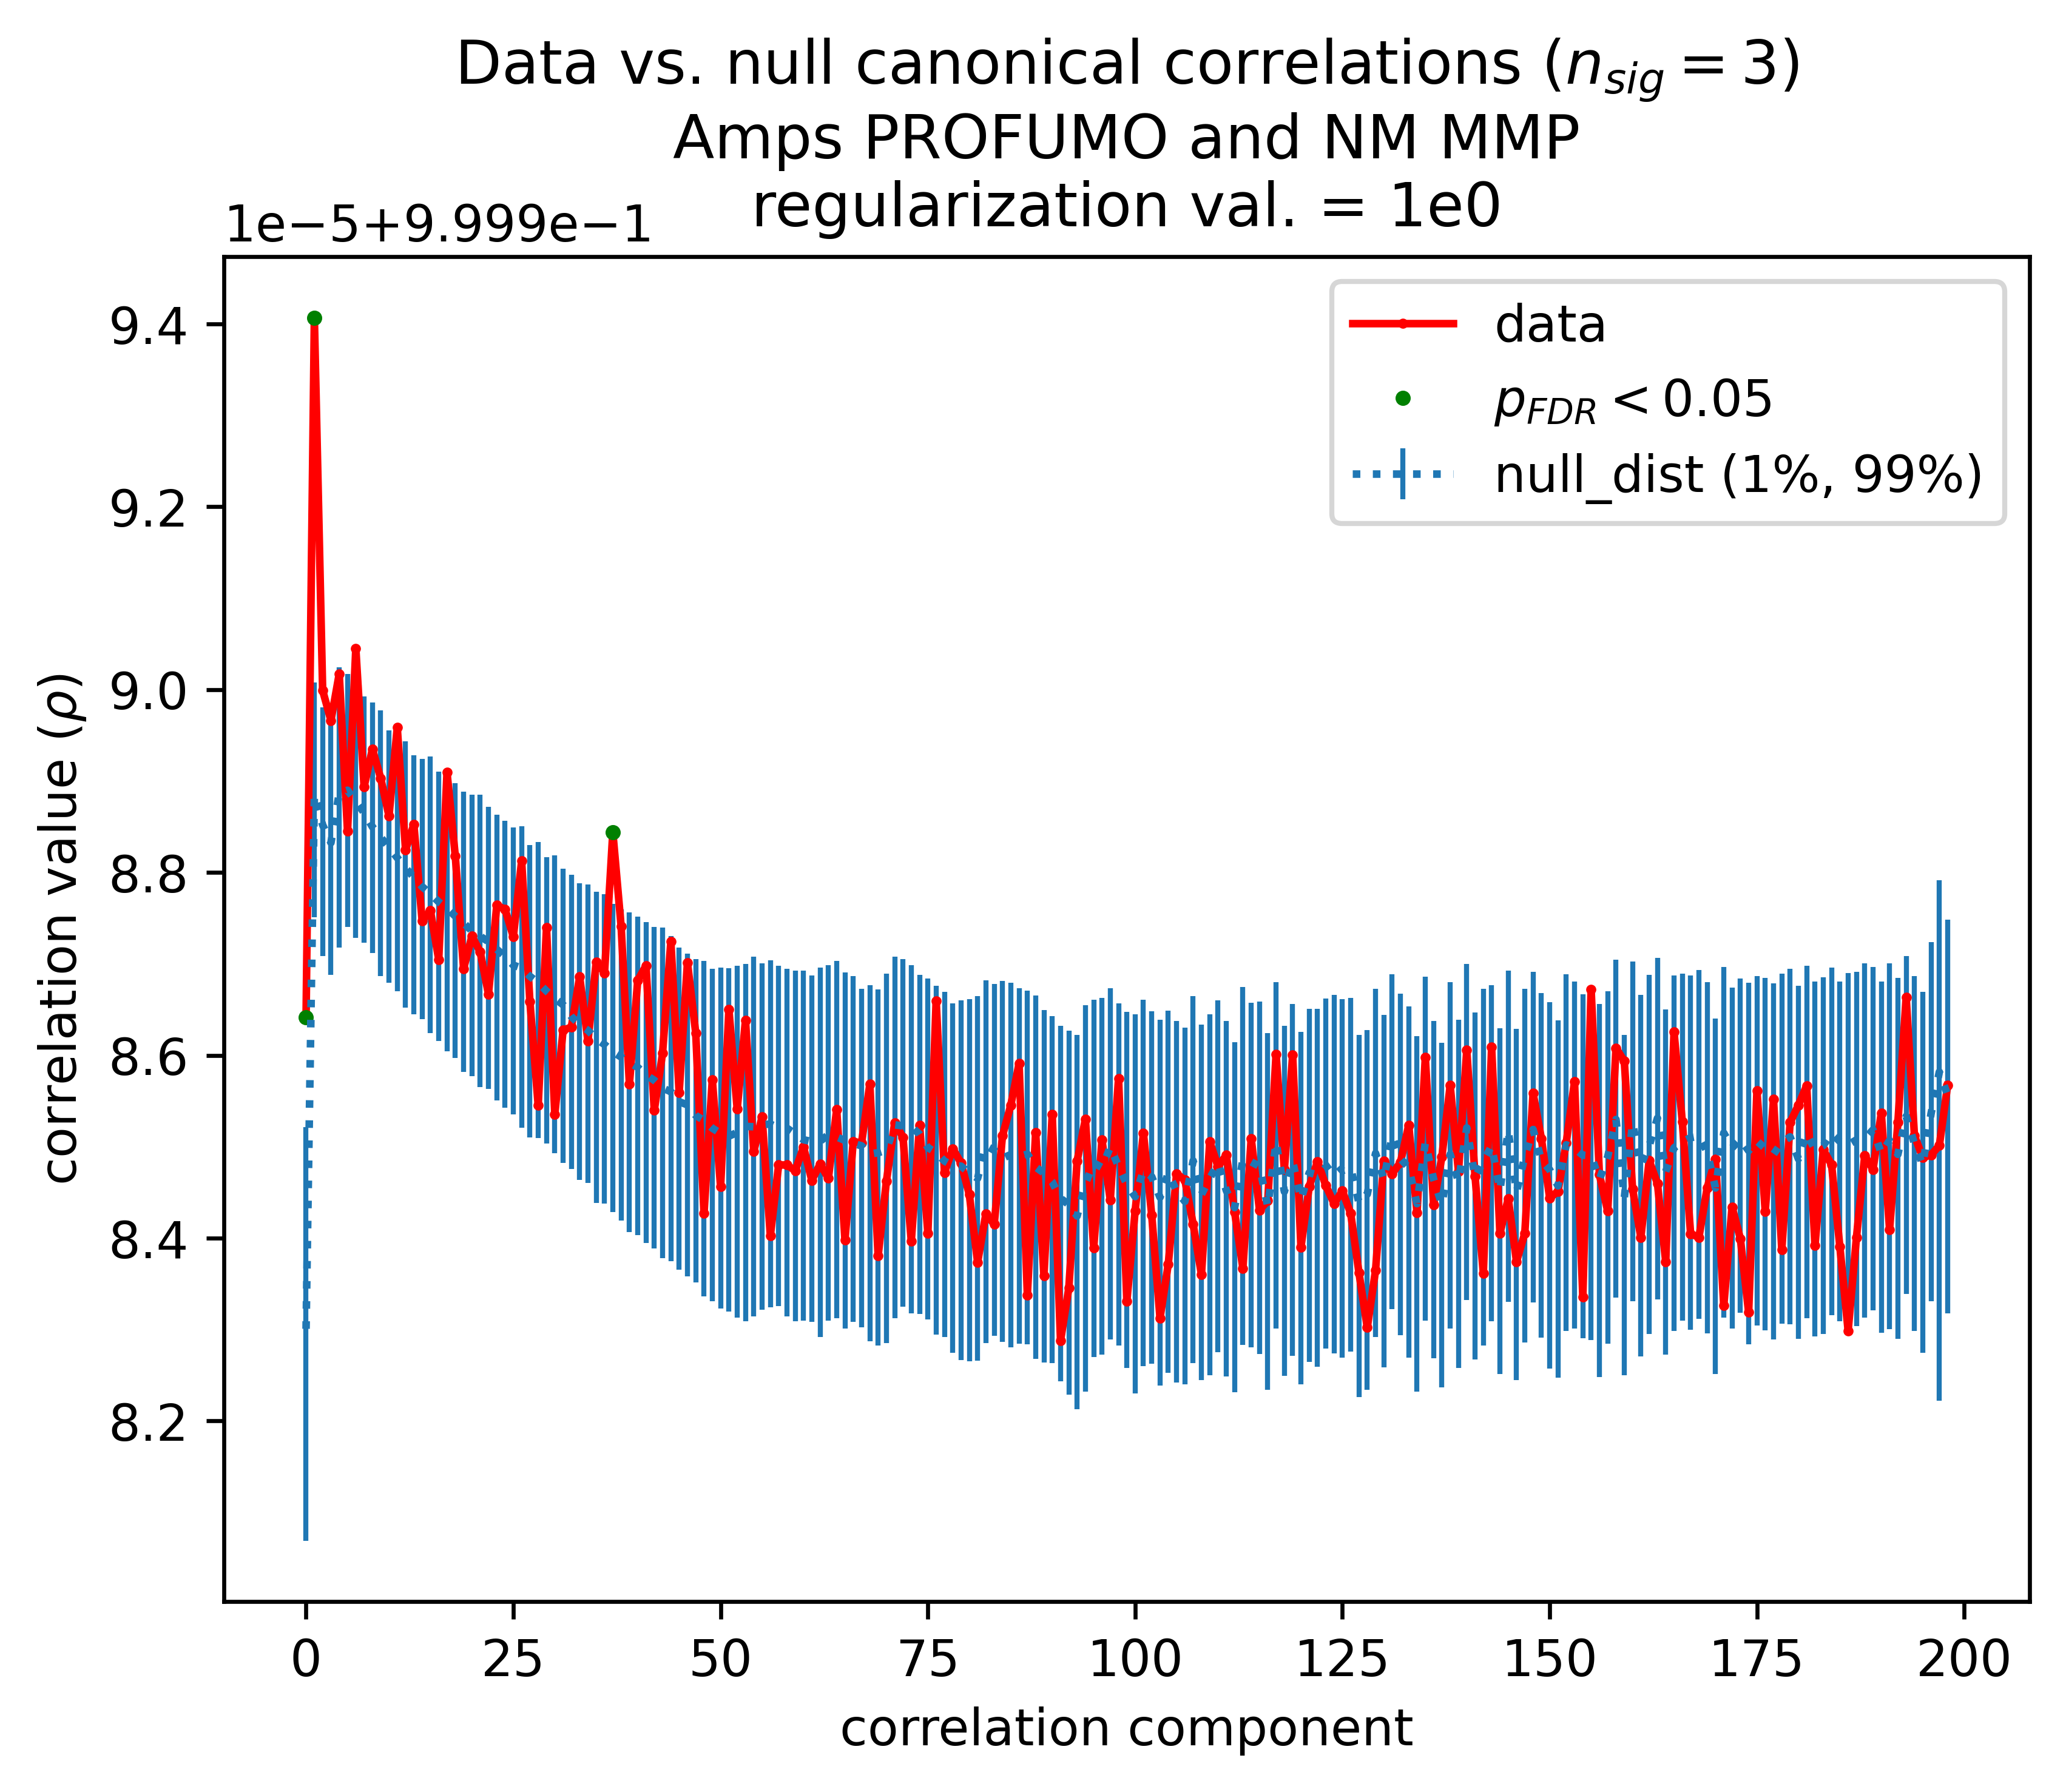 Data vs. null canonical correlations (n_sig = 3)
Amps PROFUMO and NM MMP
regularization val. = 1e0
1e−5+9.999e−1
data
p_FDR < 0.05
null_dist (1%, 99%)
9.4
9.2
9.0
8.8
8.6
8.4
8.2
correlation value (ρ)
0 25 50 75 100 125 150 175 200
correlation component